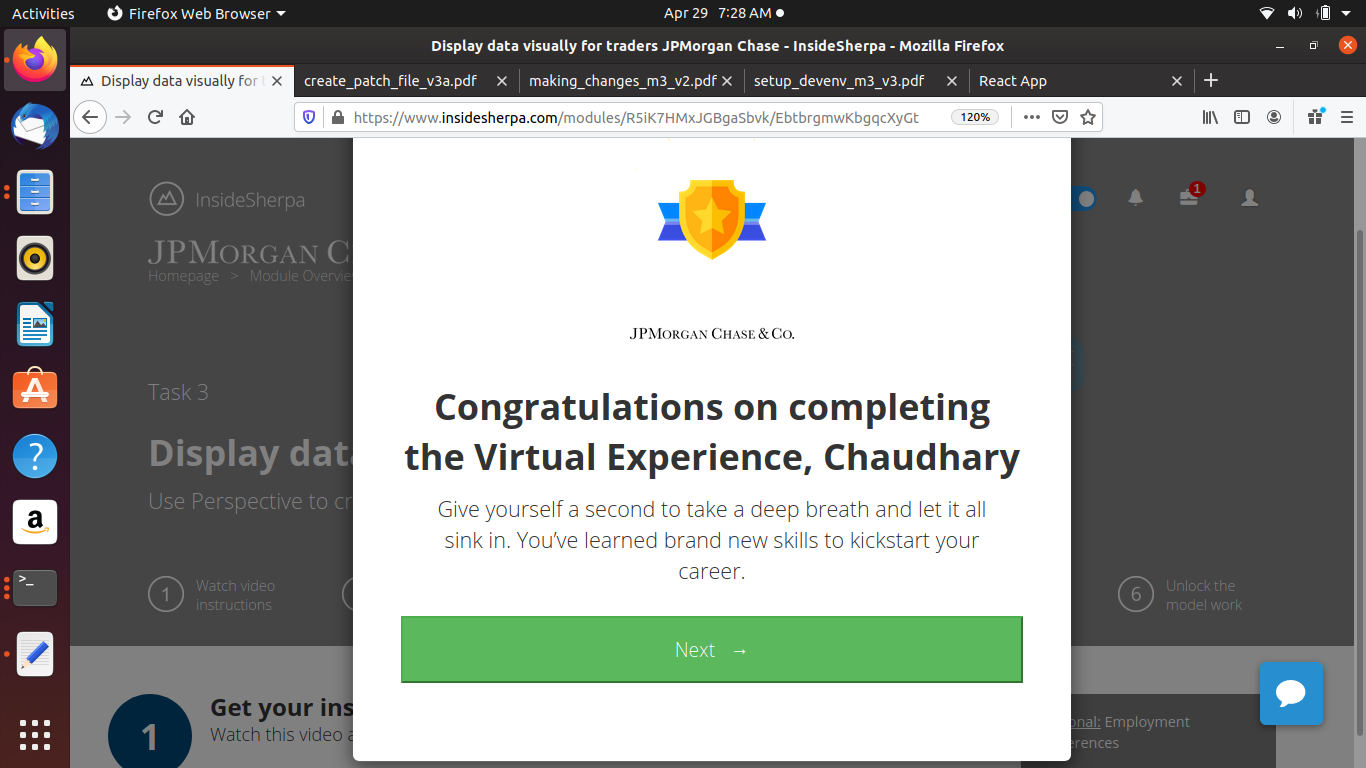 Activities
Firefox Web Browser
Apr 29 7:28 AM
Display data visually for traders JPMorgan Chase - InsideSherpa - Mozilla Firefox
Display data visually for t
create_patch_file_v3a.pdf
making_changes_m3_v2.pdf
setup_devenv_m3_v3.pdf
React App
https://www.insidesherpa.com/modules/R5iK7HMxJGBgaSbvk/EbtbrgmwKbgqcXyGt
120%
InsideSherpa
1
JPMORGAN C
Homepage > Module Overvie
JPMORGAN CHASE & CO.
Task 3
Congratulations on completing
the Virtual Experience, Chaudhary
Display dat
Use Perspective to cr
Give yourself a second to take a deep breath and let it all
sink in. You’ve learned brand new skills to kickstart your
career.
1
Watch video
instructions
6
Unlock the
model work
Next →
1
Get your ins
Watch this video a
onal: Employment
erences
?
a
>_